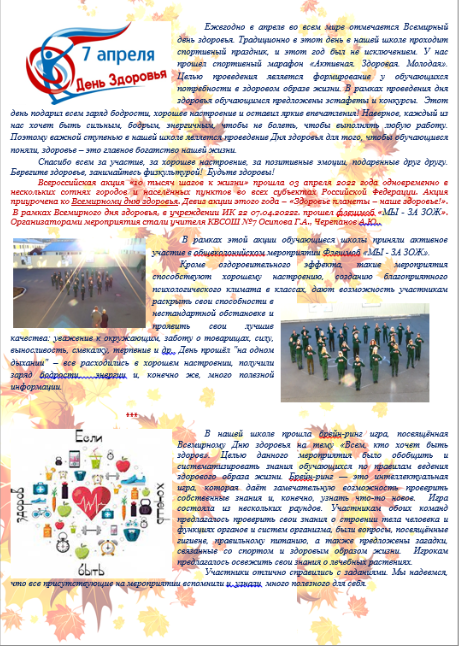 7 апреля
День Здоровья
Ежегодно в апреле во всем мире отмечается Всемирный
день здоровья. Традиционно в этот день в нашей школе проходит
спортивный праздник, и этот год был не исключением. У нас
прошел спортивный марафон «Активная. Здоровая. Молодая».
Целью проведения является формирование у обучающихся
потребности в здоровом образе жизни. В рамках проведения дня
здоровья обучающимся предложены эстафеты и конкурсы. Этот
день подарил всем заряд бодрости, хорошее настроение и оставил яркие впечатления! Наверное, каждый из
нас хочет быть сильным, бодрым, энергичным, чтобы не болеть, чтобы выполнять любую работу.
Поэтому важной ступенью в нашей школе является проведение Дня здоровья для того, чтобы обучающиеся
поняли, здоровье – это главное богатство нашей жизни.
Спасибо всем за участие, за хорошее настроение, за позитивные эмоции, подаренные друг другу.
Берегите здоровье, занимайтесь физкультурой! Будьте здоровы!
Всероссийская акция «10 тысяч шагов к жизни» прошла 03 апреля 2022 года одновременно в
нескольких сотнях городов и населённых пунктов во всех субъектах Российской Федерации. Акция
приурочена ко Всемирному дню здоровья. Девиз акции этого года – «Здоровье планеты – наше здоровье!».
В рамках Всемирного дня здоровья, в учреждении ИК 22 07.04.2022г. прошел флешмоб «МЫ - ЗА ЗОЖ».
Организаторами мероприятия стали учителя КВСОШ №7 Осипова Г.А., Черепанов А.Ю..
В рамках этой акции обучающиеся школы приняли активное
участие в общеколонийском мероприятии Флешмоб «МЫ - ЗА ЗОЖ».
Кроме оздоровительного эффекта, такие мероприятия
способствуют хорошему настроению, созданию благоприятного
психологического климата в классах, дают возможность участникам
раскрыть свои способности в
нестандартной обстановке и
проявить свои лучшие
качества: уважение к окружающим, заботу о товарищах, силу,
выносливость, смекалку, терпение и др.. День прошёл "на одном
дыхании" – все расходились в хорошем настроении, получили
заряд бодрости, энергии и, конечно же, много полезной
информации.
***
Если
хочешь
быть
здоров
В нашей школе прошла брейн-ринг игра, посвящённая
Всемирному Дню здоровья на тему «Всем, кто хочет быть
здоров». Целью данного мероприятия было обобщить и
систематизировать знания обучающихся по правилам ведения
здорового образа жизни. Брейн-ринг — это интеллектуальная
игра, которая даёт замечательную возможность проверить
собственные знания и, конечно, узнать что-то новое. Игра
состояла из нескольких раундов. Участникам обоих команд
предлагалось проверить свои знания о строении тела человека и
функциях органов и систем организма, были вопросы, посвящённые
гигиене, правильному питанию, а также предложены загадки,
связанные со спортом и здоровым образом жизни. Игрокам
предлагалось освежить свои знания о лечебных растениях.
Участники отлично справились с заданиями. Мы надеемся,
что все присутствующие на мероприятии вспомнили и узнали много полезного для себя.